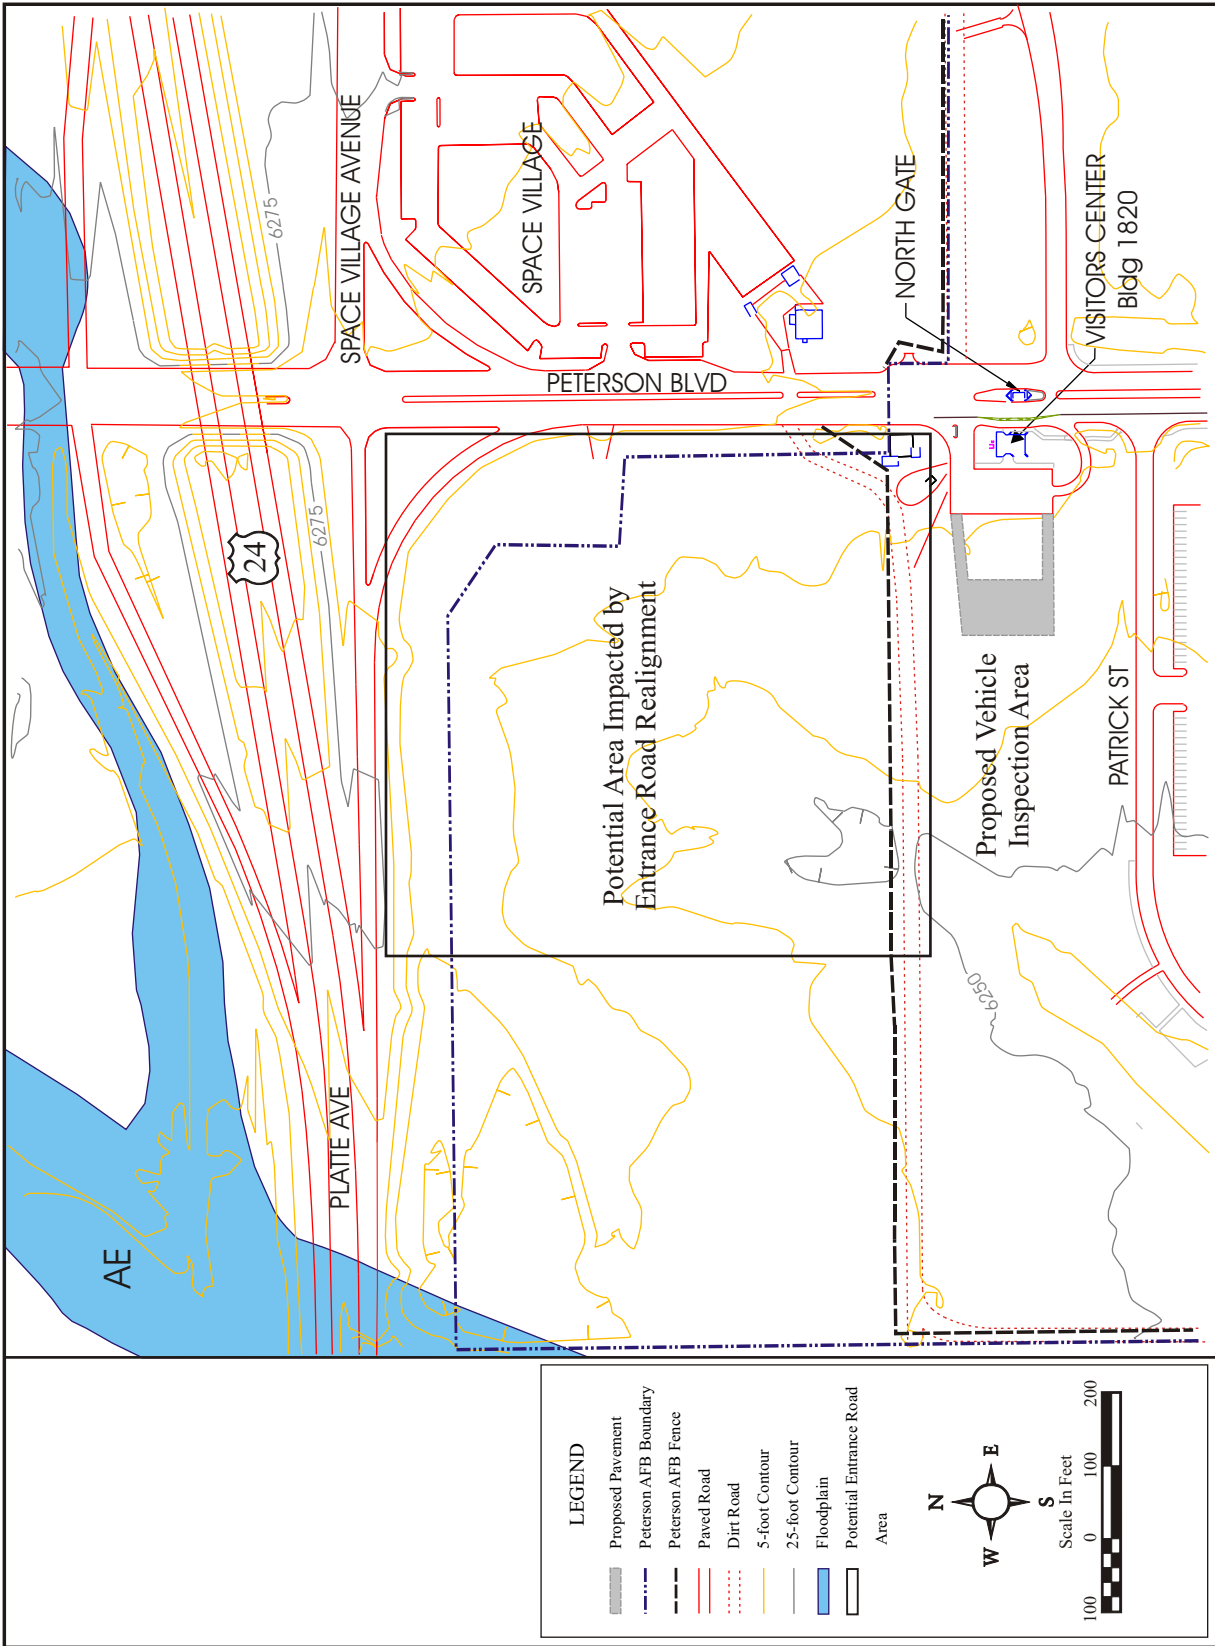 AE
PLATTE AVE
24
6275
6275
SPACE VILLAGE AVENUE
SPACE VILLAGE
PETERSON BLVD
Potential Area Impacted by
Entrance Road Realignment
NORTH GATE
VISITORS CENTER
Bldg 1820
Proposed Vehicle
Inspection Area
PATRICK ST
6250
LEGEND
Proposed Pavement
Peterson AFB Boundary
Peterson AFB Fence
Paved Road
Dirt Road
5-foot Contour
25-foot Contour
Floodplain
Potential Entrance Road
Area
N
W
E
S
Scale In Feet
100 0 100 200